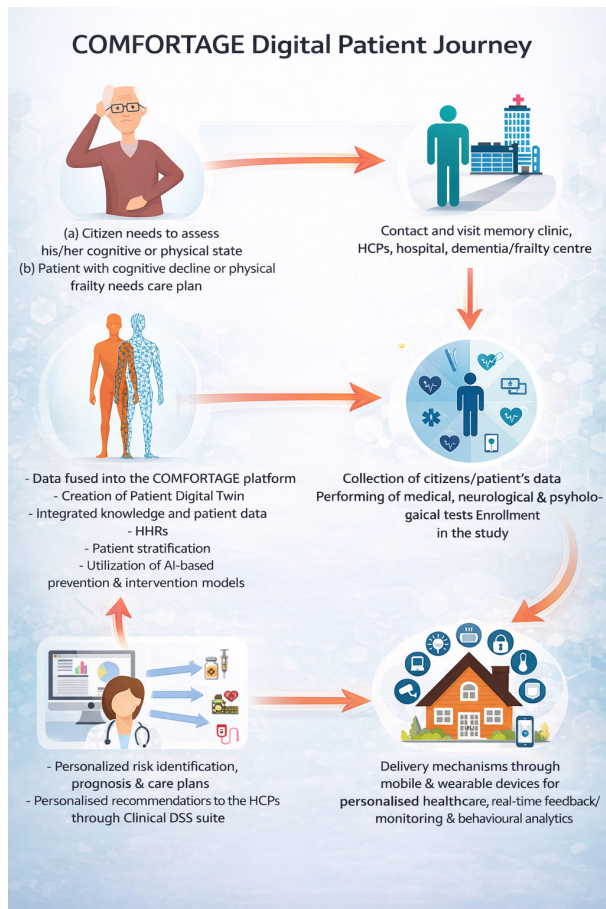 COMFORTAGE Digital Patient Journey
(a) Citizen needs to assess
his/her cognitive or physical state
(b) Patient with cognitive decline or physical
frailty needs care plan
Contact and visit memory clinic,
HCPs, hospital, dementia/frailty centre
- Data fused into the COMFORTAGE platform
- Creation of Patient Digital Twin
- integrated knowledge and patient data
- HHRs
- Patient stratification
- Utilization of AI-based
prevention & intervention models
Collection of citizens/patient's data
Performing of medical, neurological & psyholo-
gaical tests Enrollment
in the study
- Personalized risk identification,
prognosis & care plans
- Personalised recommendatiors to the HCPs
through Clinical DSS suite
Delivery mechanisms through
mobile & wearable devices for
personalised healthcare, real-time feedback/
monitoring & behavioural analytics